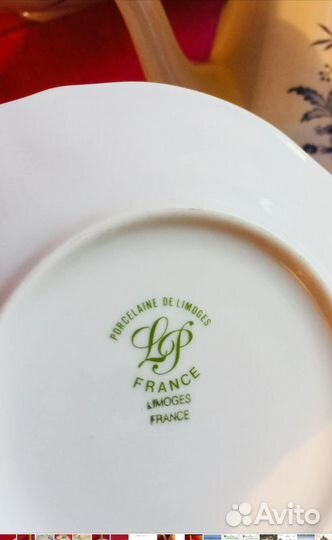 PORCELAINE DE LIMOGES
LP
FRANCE
LIMOGES
FRANCE
Avito